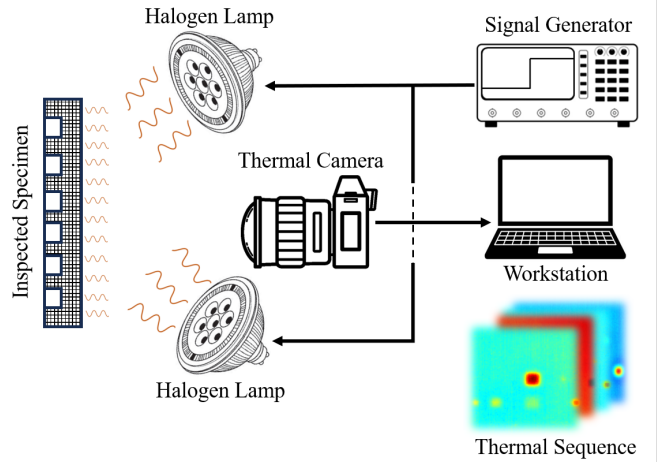 Halogen Lamp
Signal Generator
Inspected Specimen
Thermal Camera
Workstation
Halogen Lamp
Thermal Sequence